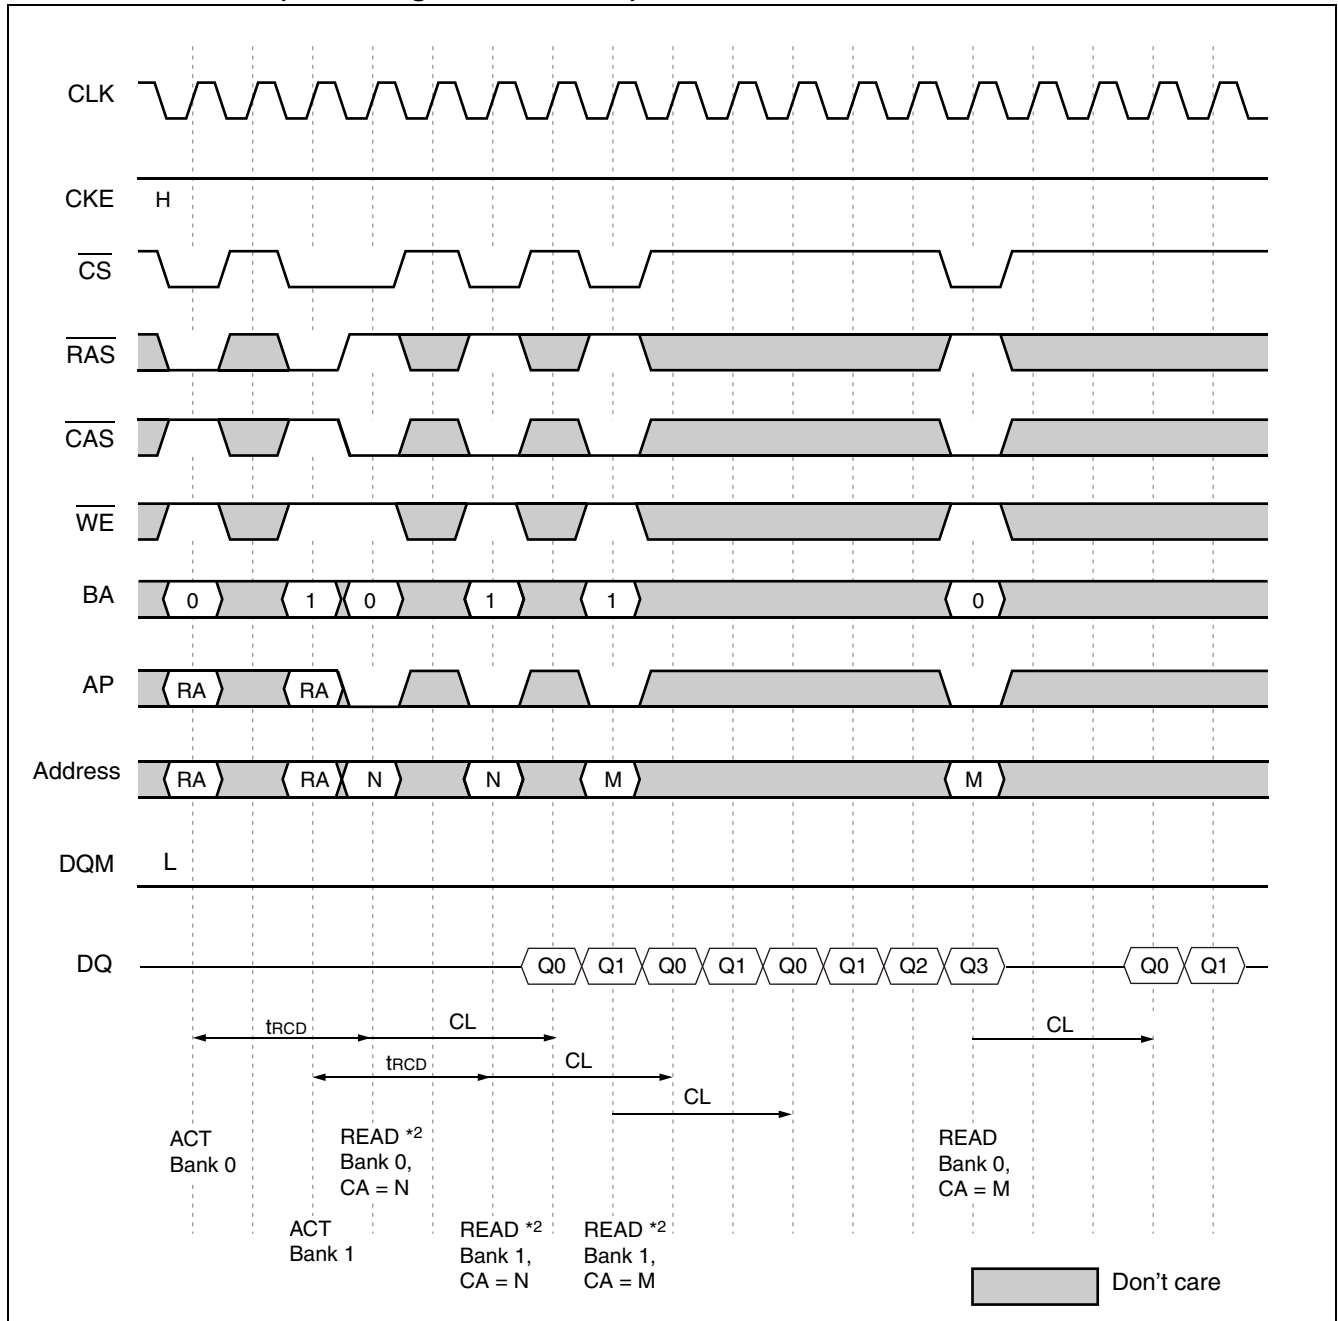 CLK
CKE H
CS
RAS
CAS
WE
BA 0 1 0 1 1 0
AP RA RA
Address RA RA N N M M
DQM L
DQ Q0 Q1 Q0 Q1 Q0 Q1 Q2 Q3 Q0 Q1
tRCD CL CL
tRCD CL
CL
ACT
Bank 0
READ *2
Bank 0,
CA = N
READ
Bank 0,
CA = M
ACT
Bank 1
READ *2
Bank 1,
CA = N
READ *2
Bank 1,
CA = M
Don't care